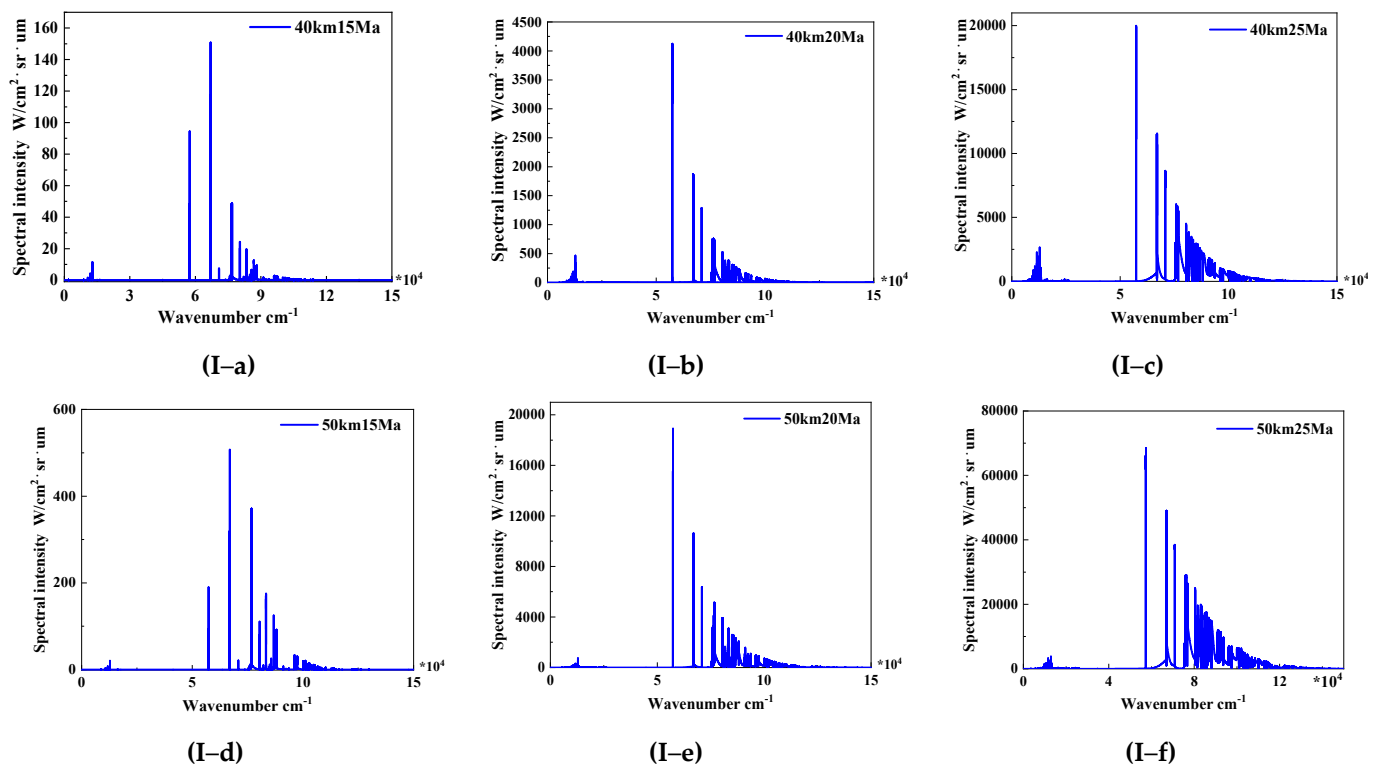 40km15Ma
Spectral intensity W/cm²·sr·um
160
140
120
100
80
60
40
20
0
0 3 6 9 12 15
*10⁴
Wavenumber cm⁻¹
(I–a)
40km20Ma
Spectral intensity W/cm²·sr·um
4500
4000
3500
3000
2500
2000
1500
1000
500
0
0 5 10 15
*10⁴
Wavenumber cm⁻¹
(I–b)
40km25Ma
Spectral intensity W/cm²·sr·um
20000
15000
10000
5000
0
0 5 10 15
*10⁴
Wavenumber cm⁻¹
(I–c)
50km15Ma
Spectral intensity W/cm²·sr·um
600
400
200
0
0 5 10 15
*10⁴
Wavenumber cm⁻¹
(I–d)
50km20Ma
Spectral intensity W/cm²·sr·um
20000
16000
12000
8000
4000
0
0 5 10 15
*10⁴
Wavenumber cm⁻¹
(I–e)
50km25Ma
Spectral intensity W/cm²·sr·um
80000
60000
40000
20000
0
0 4 8 12
*10⁴
Wavenumber cm⁻¹
(I–f)